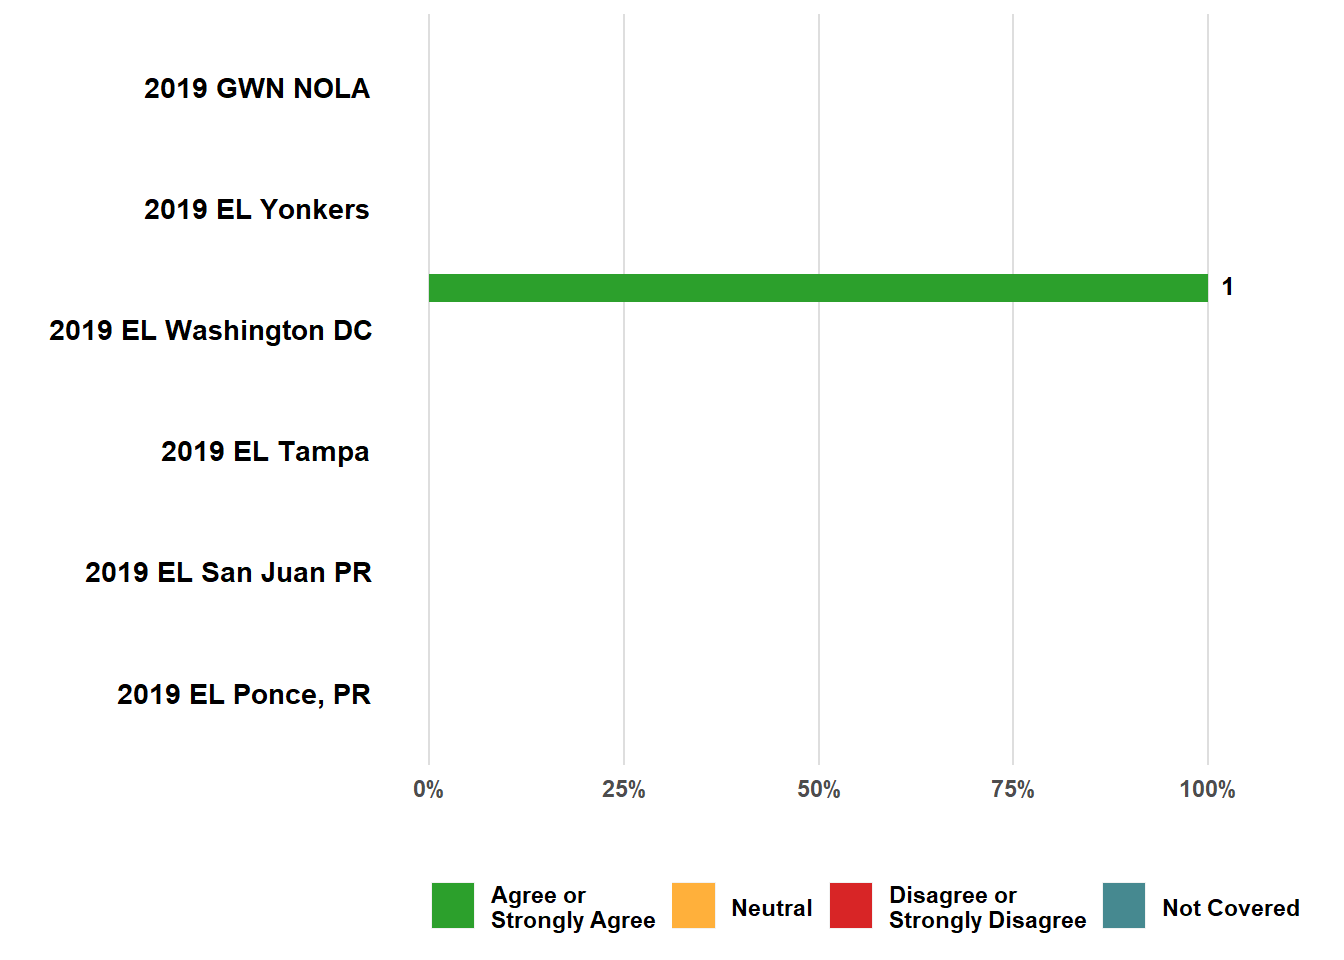 2019 GWN NOLA
2019 EL Yonkers
1
2019 EL Washington DC
2019 EL Tampa
2019 EL San Juan PR
2019 EL Ponce, PR
0%
25%
50%
75%
100%
Agree or
Strongly Agree
Neutral
Disagree or
Strongly Disagree
Not Covered